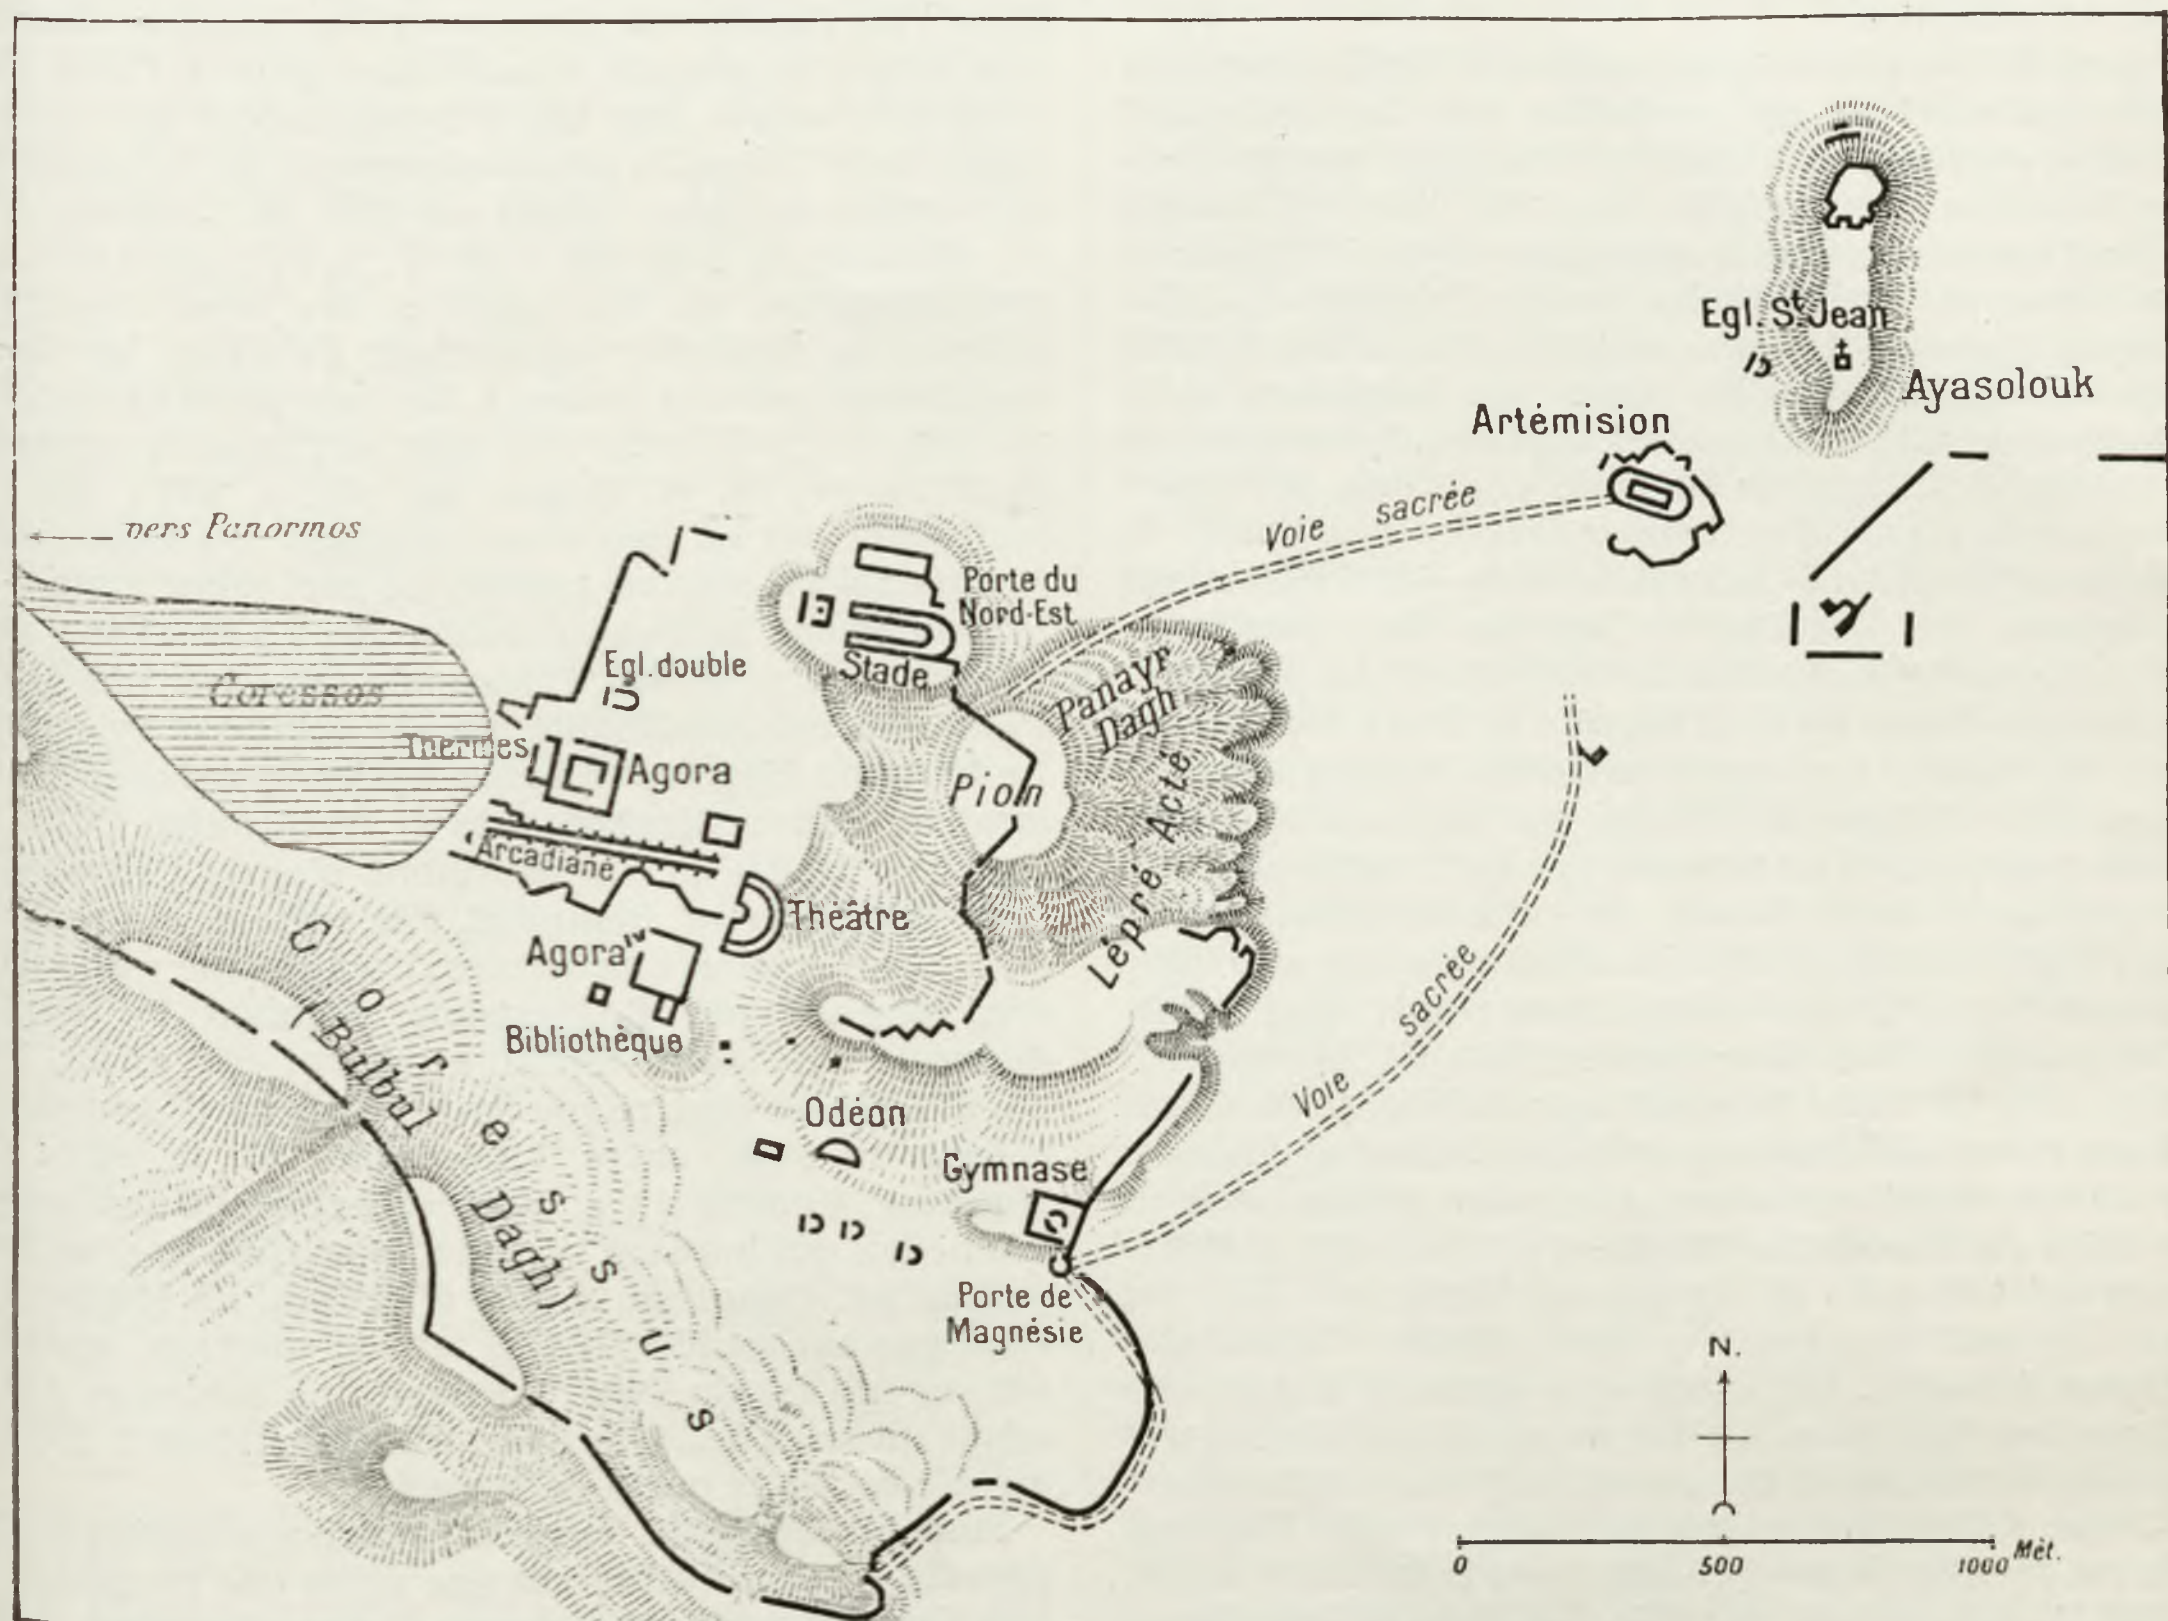 Egl. St. Jean
Ayasolouk
Artémision
Voie sacrée
vers Panormos
Porte du
Nord-Est
Stade
Egl. double
Coressos
Thermes
Agora
Panayr
Dagh
Pion
Lépré Acté
Arcadiané
Théâtre
Agora
Bibliothèque
Coressus
(Bulbul
Dagh)
Odéon
Gymnase
Voie sacrée
Porte de
Magnésie
N.
0 500 1000 Mèt.